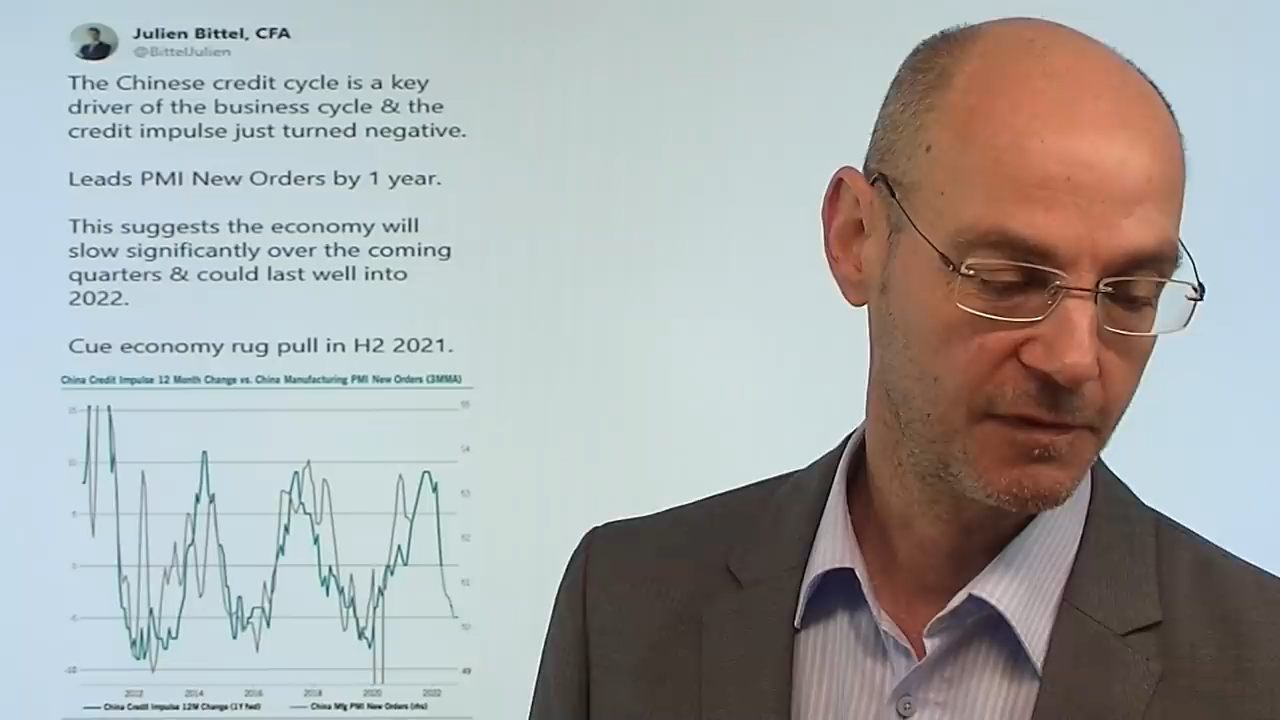 Julien Bittel, CFA
@BittelJulien
The Chinese credit cycle is a key
driver of the business cycle & the
credit impulse just turned negative.
Leads PMI New Orders by 1 year.
This suggests the economy will
slow significantly over the coming
quarters & could last well into
2022.
Cue economy rug pull in H2 2021.
China Credit Impulse 12 Month Change vs. China Manufacturing PMI New Orders (3MMA)
15 55
10 54
5 53
0 52
-5 51
-10 50
49
2012 2014 2016 2018 2020 2022
China Credit Impulse 12M Change (1Y fwd) China Mfg PMI New Orders (rhs)